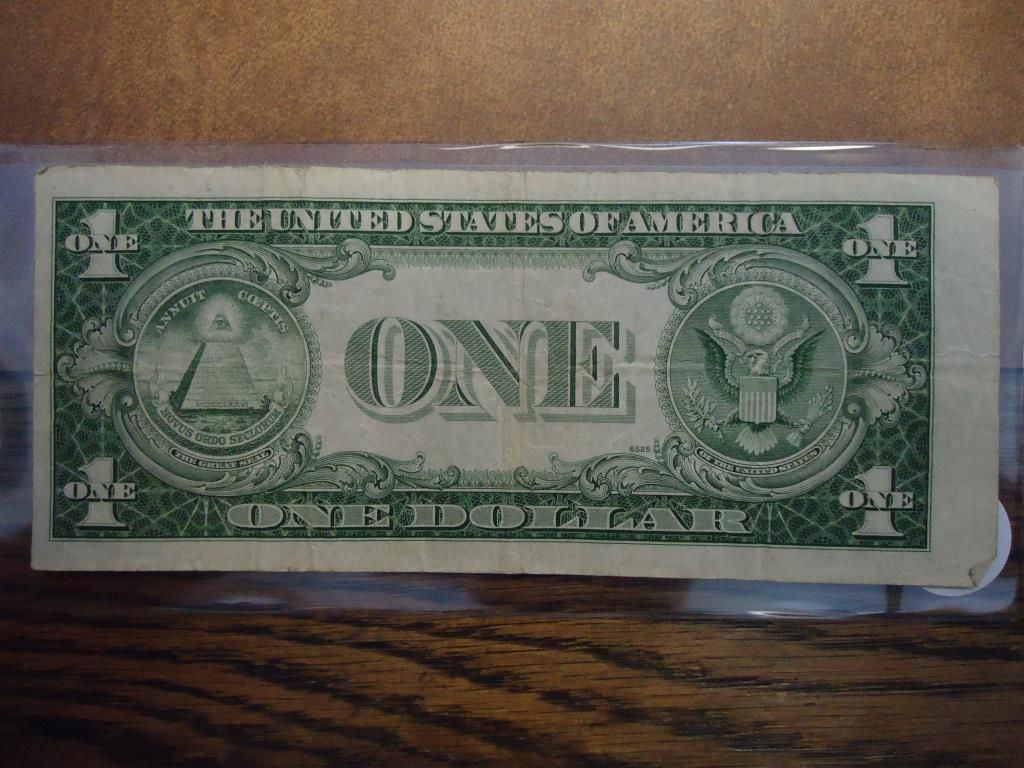 THE UNITED STATES OF AMERICA
1
ONE
1
ONE
ANNUIT CŒPTIS
MDCCLXXVI
NOVUS ORDO SECLORUM
THE GREAT SEAL
ONE
6525
OF THE UNITED STATES
1
ONE
1
ONE
ONE DOLLAR